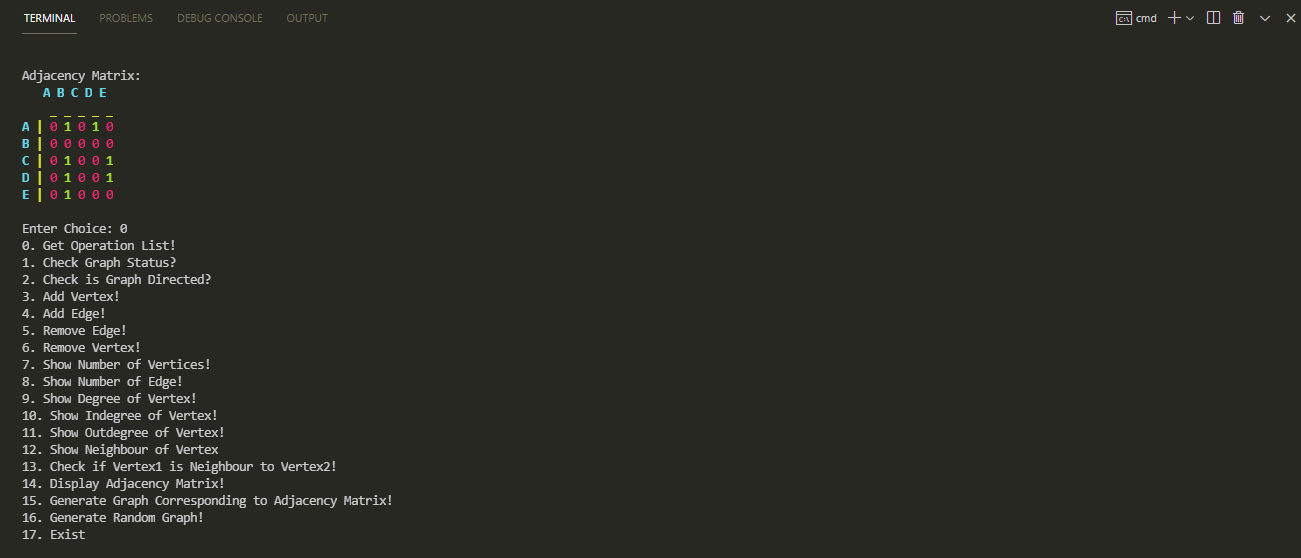 TERMINAL PROBLEMS DEBUG CONSOLE OUTPUT cmd
Adjacency Matrix:
A B C D E
_ _ _ _ _
A | 0 1 0 1 0
B | 0 0 0 0 0
C | 0 1 0 0 1
D | 0 1 0 0 1
E | 0 1 0 0 0
Enter Choice: 0
0. Get Operation List!
1. Check Graph Status?
2. Check is Graph Directed?
3. Add Vertex!
4. Add Edge!
5. Remove Edge!
6. Remove Vertex!
7. Show Number of Vertices!
8. Show Number of Edge!
9. Show Degree of Vertex!
10. Show Indegree of Vertex!
11. Show Outdegree of Vertex!
12. Show Neighbour of Vertex
13. Check if Vertex1 is Neighbour to Vertex2!
14. Display Adjacency Matrix!
15. Generate Graph Corresponding to Adjacency Matrix!
16. Generate Random Graph!
17. Exist